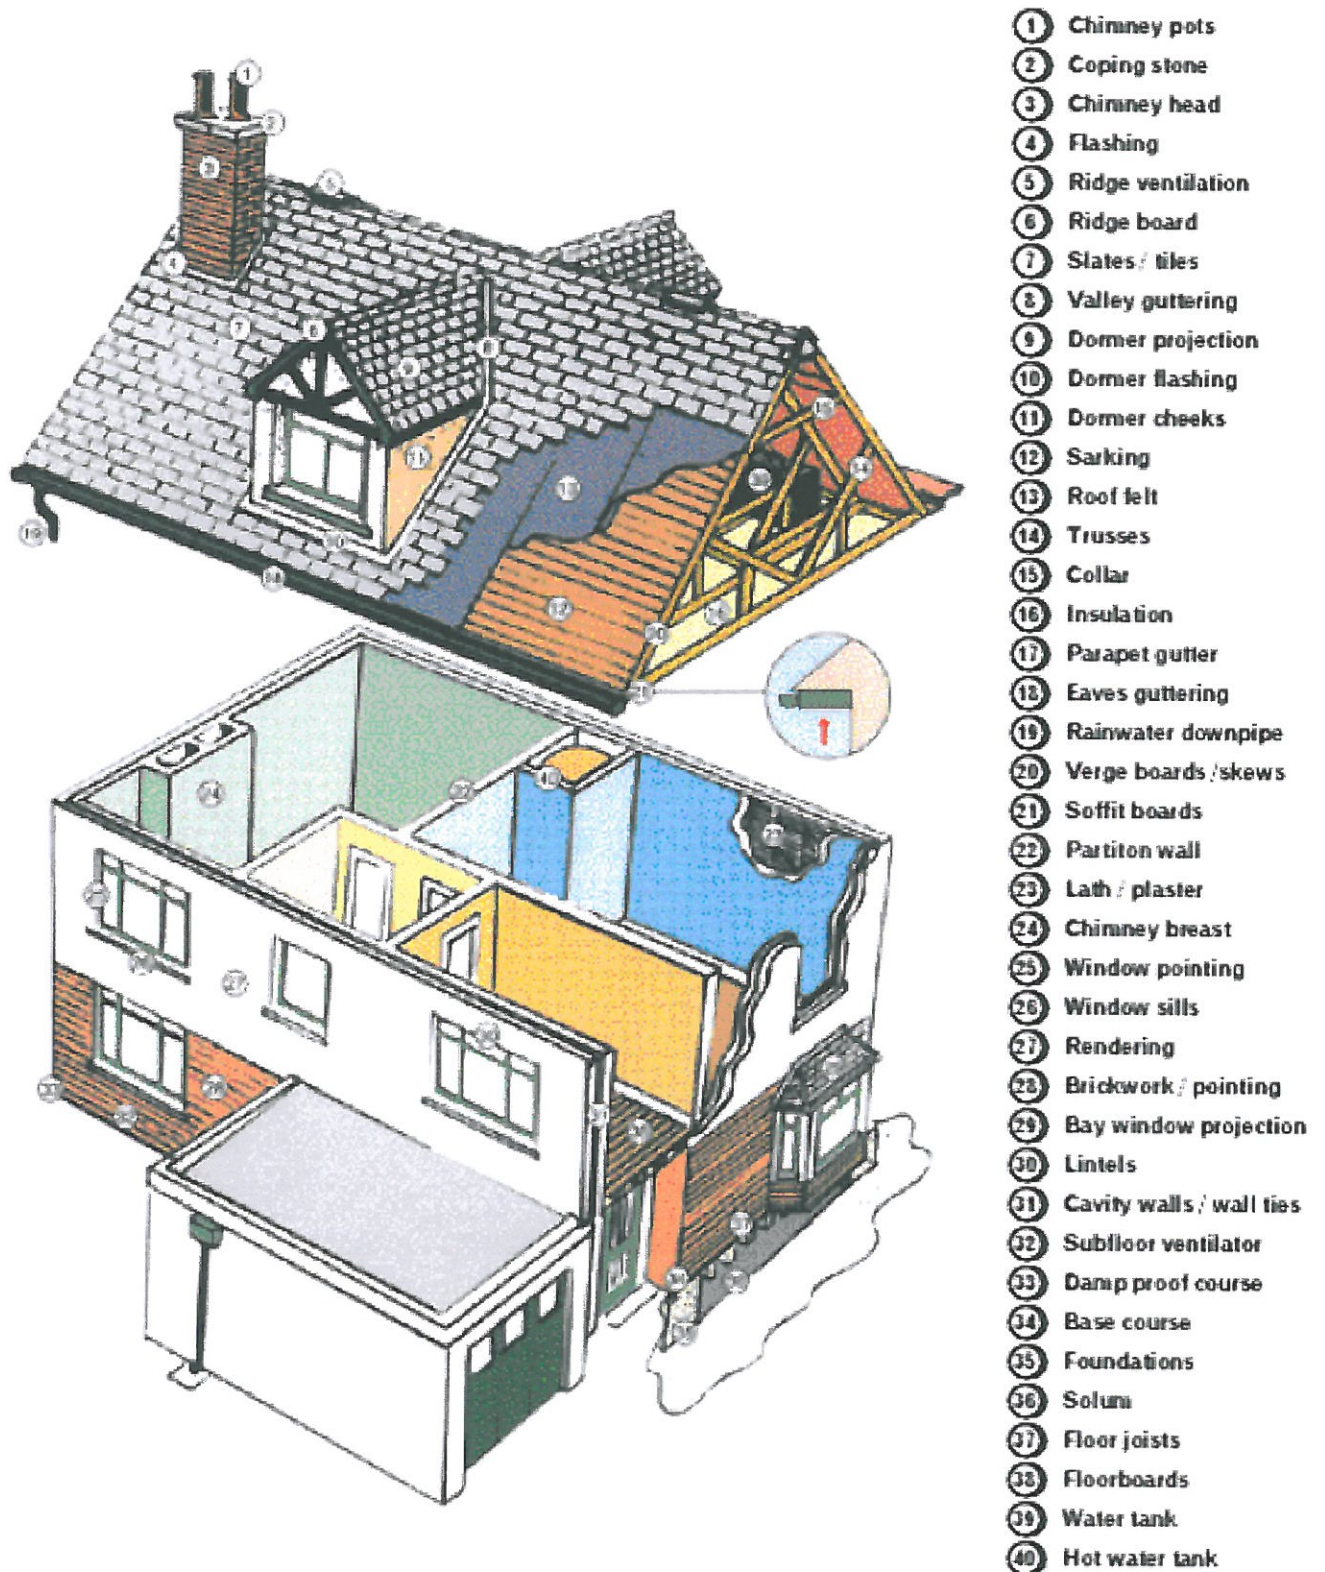 1 Chimney pots
2 Coping stone
3 Chimney head
4 Flashing
5 Ridge ventilation
6 Ridge board
7 Slates / tiles
8 Valley guttering
9 Dormer projection
10 Dormer flashing
11 Dormer cheeks
12 Sarking
13 Roof felt
14 Trusses
15 Collar
16 Insulation
17 Parapet gutter
18 Eaves guttering
19 Rainwater downpipe
20 Verge boards / skews
21 Soffit boards
22 Partiton wall
23 Lath / plaster
24 Chimney breast
25 Window pointing
26 Window sills
27 Rendering
28 Brickwork / pointing
29 Bay window projection
30 Lintels
31 Cavity walls / wall ties
32 Subfloor ventilator
33 Damp proof course
34 Base course
35 Foundations
36 Solum
37 Floor joists
38 Floorboards
39 Water tank
40 Hot water tank